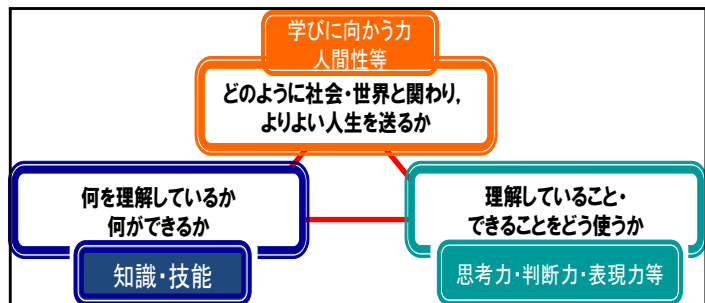 学びに向かう力
人間性等
どのように社会・世界と関わり,
よりよい人生を送るか
何を理解しているか
何ができるか
知識・技能
理解していること・
できることをどう使うか
思考力・判断力・表現力等